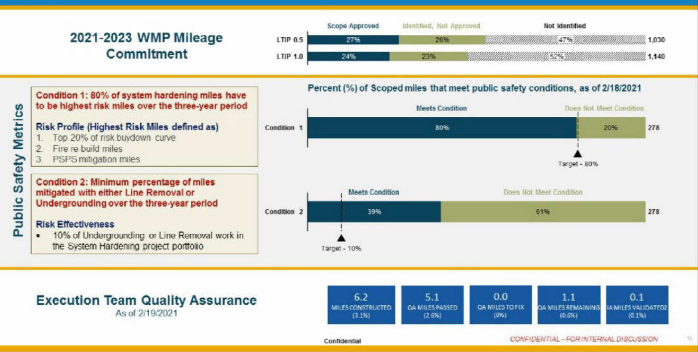 2021-2023 WMP Mileage
Commitment
Scope Approved Identified, Not Approved Not Identified
LTIP 0.5 27% 26% 47% 1,030
LTIP 1.0 24% 23% 52% 1,140
Public Safety Metrics
Condition 1: 80% of system hardening miles have
to be highest risk miles over the three-year period
Risk Profile (Highest Risk Miles defined as)
1. Top 20% of risk buydown curve
2. Fire re-build miles
3. PSPS mitigation miles
Condition 2: Minimum percentage of miles
mitigated with either Line Removal or
Undergrounding over the three-year period
Risk Effectiveness
▪ 10% of Undergrounding or Line Removal work in
the System Hardening project portfolio
Percent (%) of Scoped miles that meet public safety conditions, as of 2/18/2021
Meets Condition Does Not Meet Condition
Condition 1 80% 20% 278
Target - 80%
Meets Condition Does Not Meet Condition
Condition 2 39% 61% 278
Target - 10%
Execution Team Quality Assurance
As of 2/19/2021
6.2
MILES CONSTRUCTED
(3.1%)
5.1
QA MILES PASSED
(2.6%)
0.0
QA MILES TO FIX
(0%)
1.1
QA MILES REMAINING
(0.6%)
0.1
IA MILES VALIDATED2
(0.1%)
Confidential
CONFIDENTIAL - FOR INTERNAL DISCUSSION